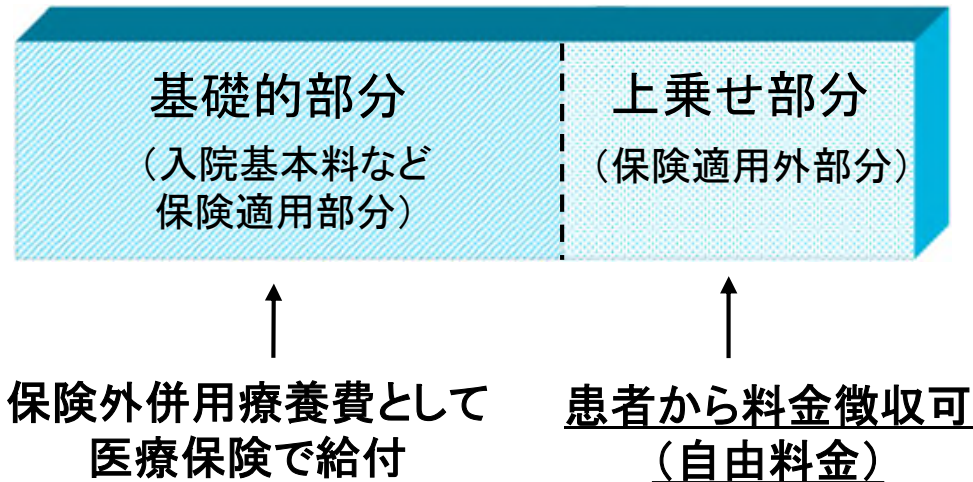 基礎的部分
（入院基本料など
保険適用部分）
上乗せ部分
（保険適用外部分）
保険外併用療養費として
医療保険で給付
患者から料金徴収可
（自由料金）